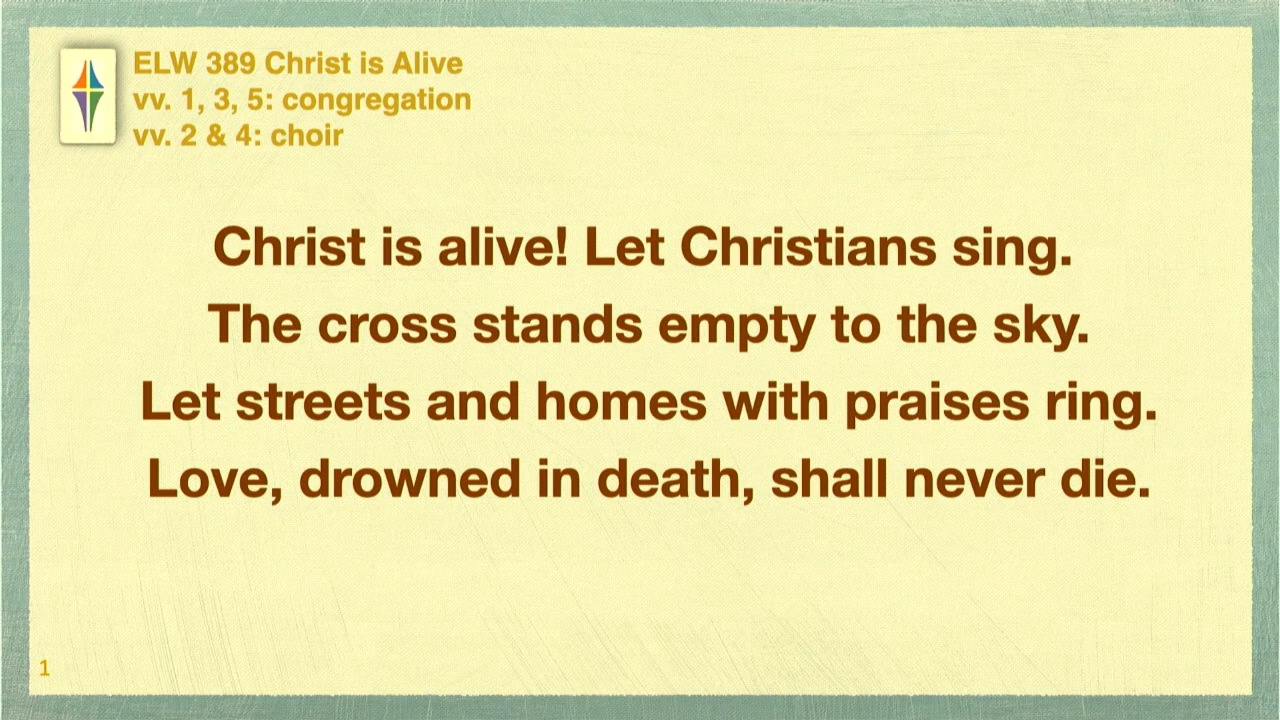 ELW 389 Christ is Alive
vv. 1, 3, 5: congregation
vv. 2 & 4: choir
Christ is alive! Let Christians sing.
The cross stands empty to the sky.
Let streets and homes with praises ring.
Love, drowned in death, shall never die.
1